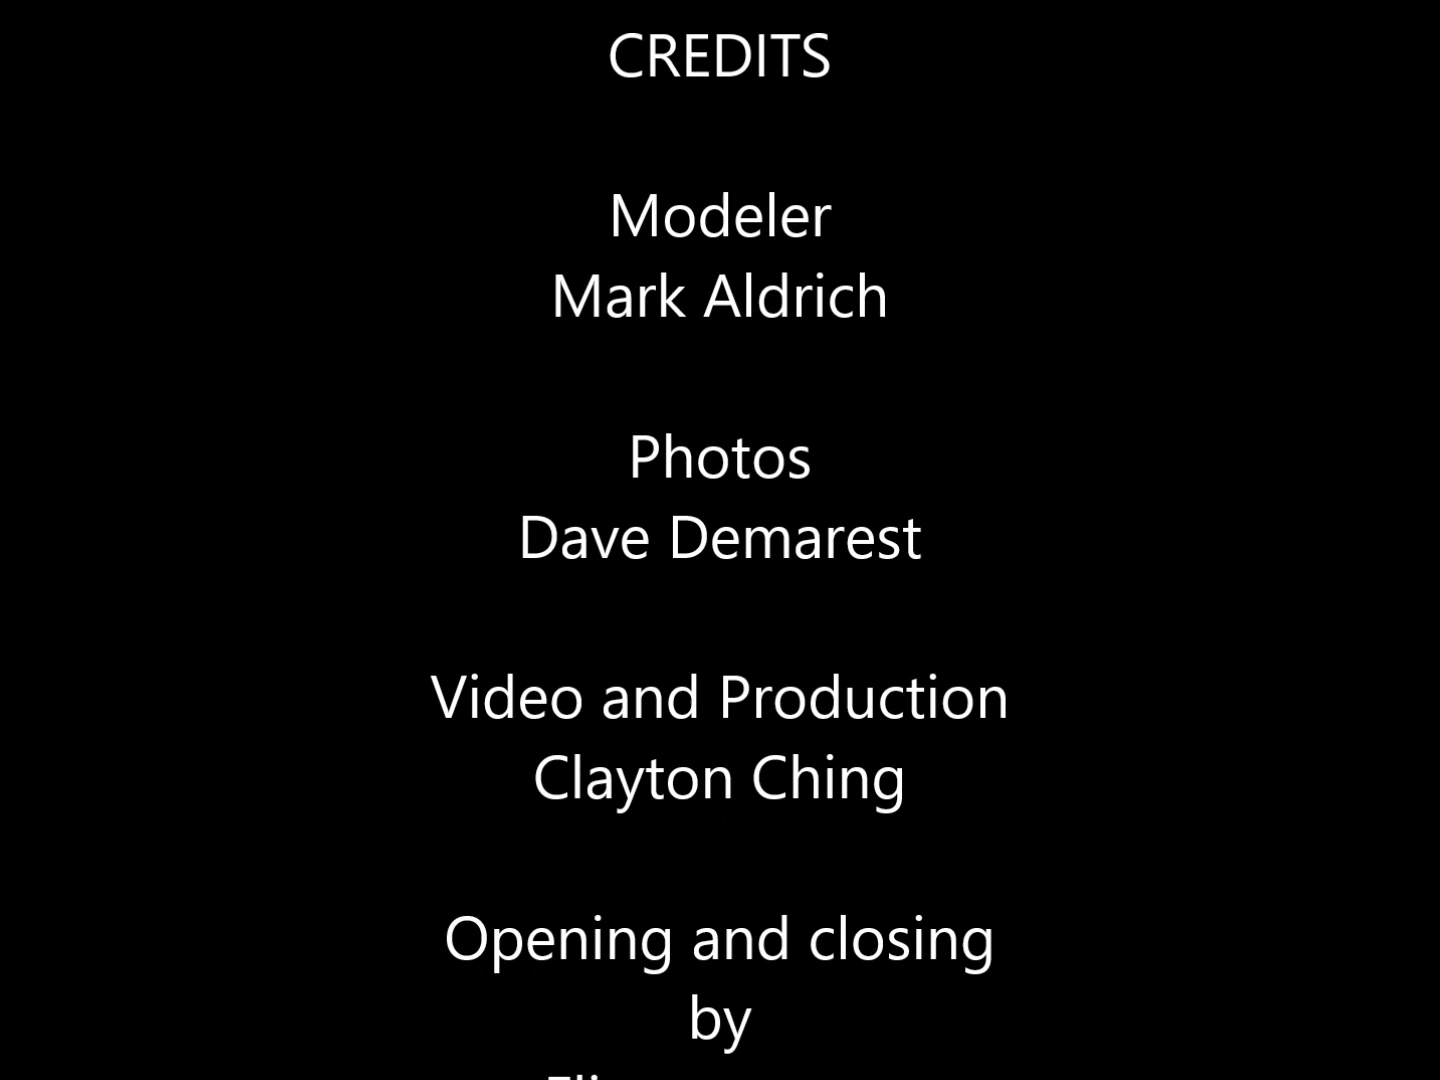 CREDITS
Modeler
Mark Aldrich
Photos
Dave Demarest
Video and Production
Clayton Ching
Opening and closing
by